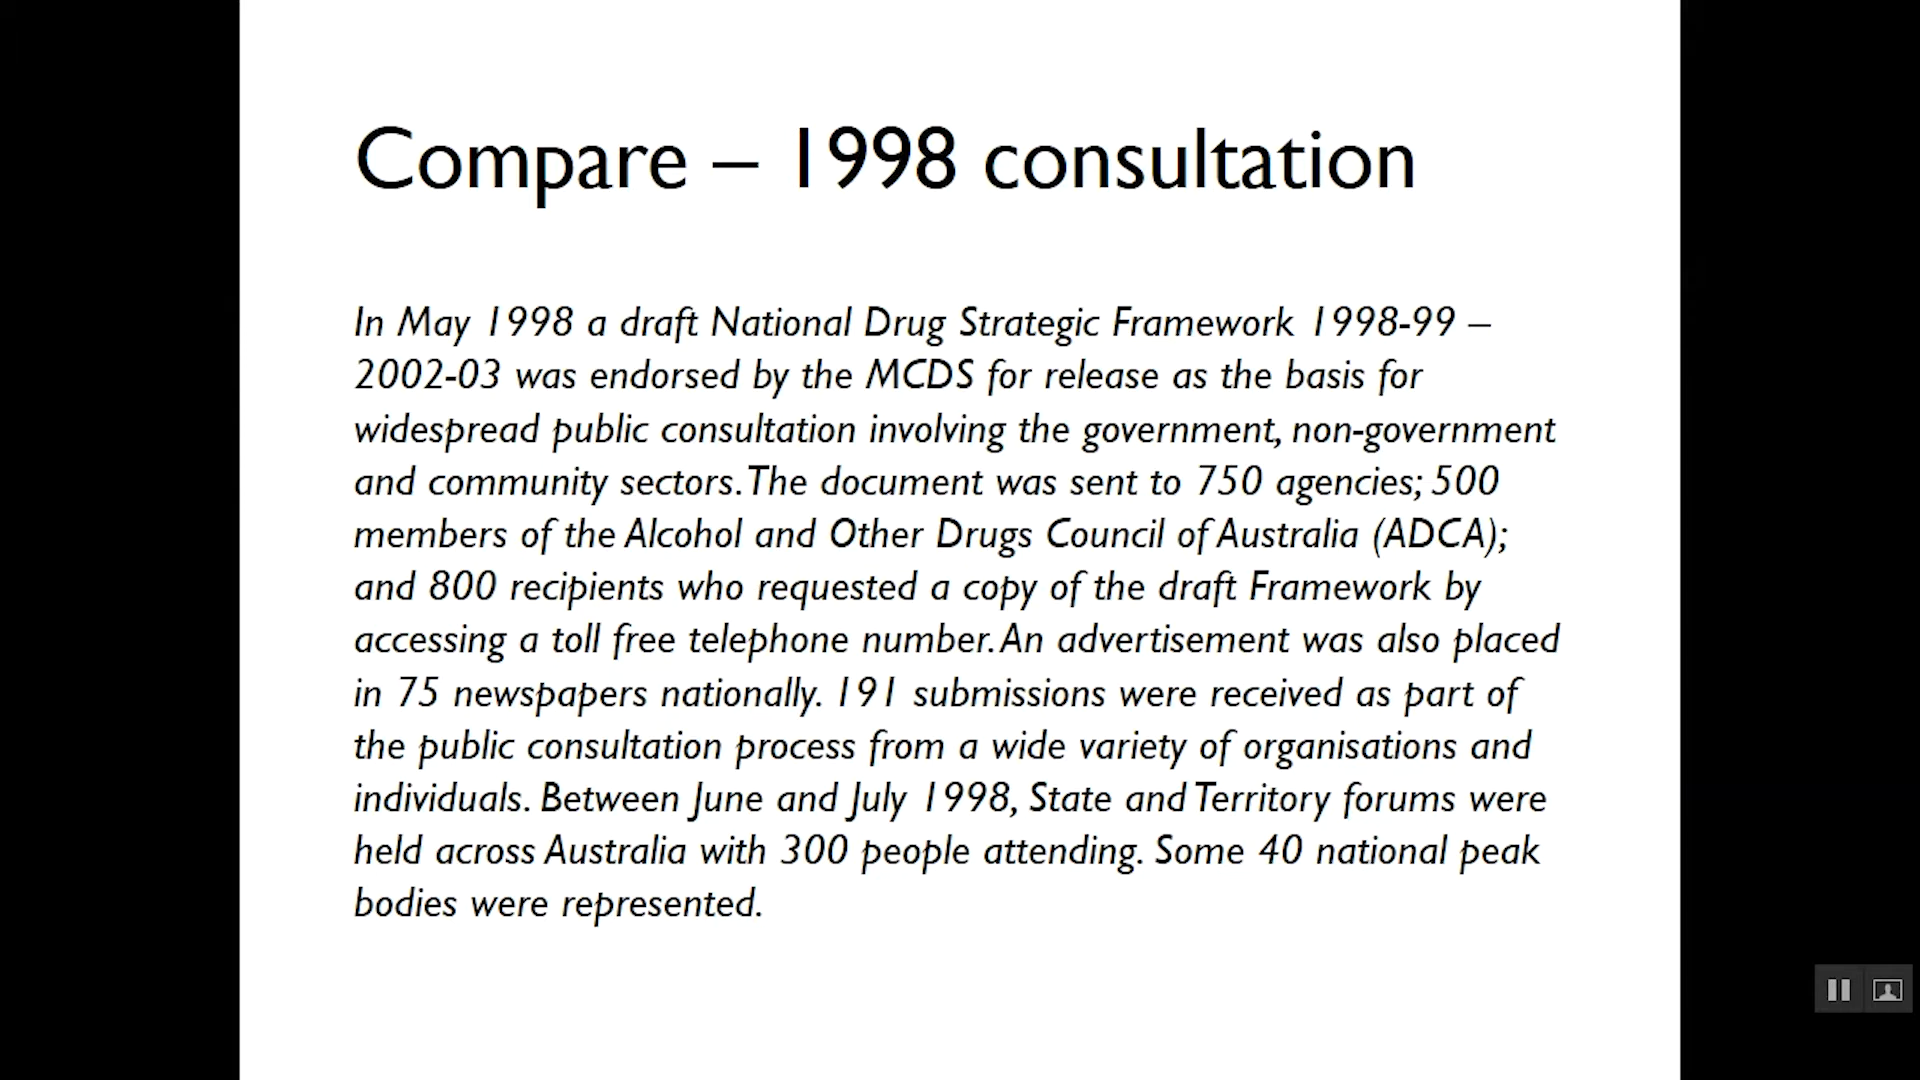 Compare – 1998 consultation
In May 1998 a draft National Drug Strategic Framework 1998-99 –
2002-03 was endorsed by the MCDS for release as the basis for
widespread public consultation involving the government, non-government
and community sectors. The document was sent to 750 agencies; 500
members of the Alcohol and Other Drugs Council of Australia (ADCA);
and 800 recipients who requested a copy of the draft Framework by
accessing a toll free telephone number. An advertisement was also placed
in 75 newspapers nationally. 191 submissions were received as part of
the public consultation process from a wide variety of organisations and
individuals. Between June and July 1998, State and Territory forums were
held across Australia with 300 people attending. Some 40 national peak
bodies were represented.